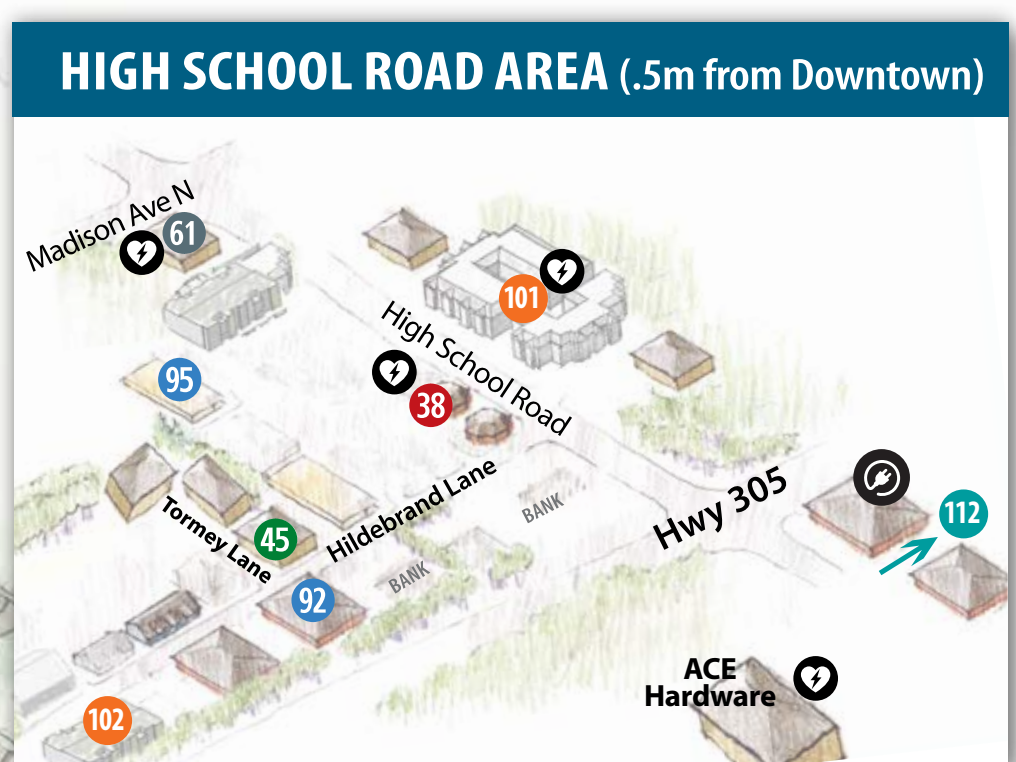 HIGH SCHOOL ROAD AREA (.5m from Downtown)
Madison Ave N
61
101
High School Road
95
38
Hildebrand Lane
BANK
Hwy 305
112
Tormey Lane
45
BANK
92
ACE
Hardware
102